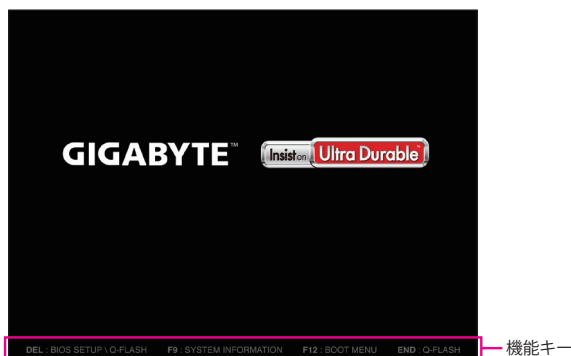 GIGABYTE™ Insist on Ultra Durable™
DEL : BIOS SETUP \ Q-FLASH F9 : SYSTEM INFORMATION F12 : BOOT MENU END : Q-FLASH
機能キー